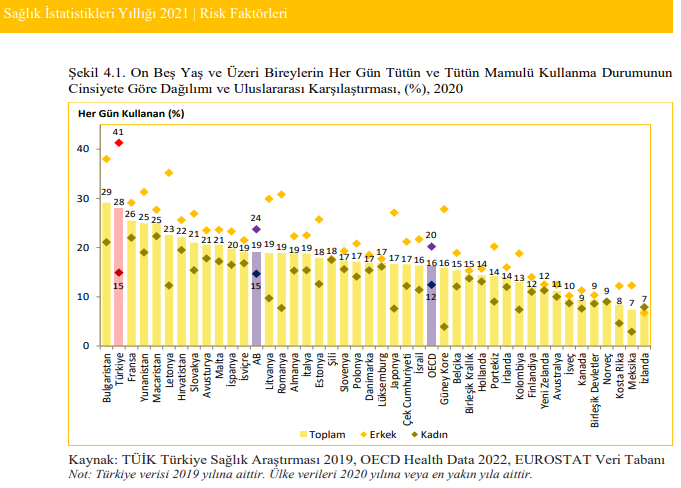 Sağlık İstatistikleri Yıllığı 2021 | Risk Faktörleri
Şekil 4.1. On Beş Yaş ve Üzeri Bireylerin Her Gün Tütün ve Tütün Mamulü Kullanma Durumunun
Cinsiyete Göre Dağılımı ve Uluslararası Karşılaştırması, (%), 2020
Her Gün Kullanan (%)
40
30
20
10
0
29 41 28 15 26 25 25 23 22 21 21 21 20 19 24 19 15 19 19 19 19 18 18 17 17 17 17 17 17 16 20 16 12 16 15 15 14 14 14 13 12 12 11 10 9 9 9 8 7 7
Bulgaristan
Türkiye
Fransa
Yunanistan
Macaristan
Letonya
Hırvatistan
Slovakya
Avusturya
Malta
İspanya
İsviçre
AB
Litvanya
Romanya
Almanya
İtalya
Estonya
Şili
Slovenya
Polonya
Danimarka
Lüksemburg
Japonya
Çek Cumhuriyeti
İsrail
OECD
Güney Kore
Belçika
Birleşik Krallık
Hollanda
Portekiz
İrlanda
Kolombiya
Finlandiya
Yeni Zelanda
Avustralya
İsveç
Kanada
Birleşik Devletler
Norveç
Kosta Rika
Meksika
İzlanda
Toplam Erkek Kadın
Kaynak: TÜİK Türkiye Sağlık Araştırması 2019, OECD Health Data 2022, EUROSTAT Veri Tabanı
Not: Türkiye verisi 2019 yılına aittir. Ülke verileri 2020 yılına veya en yakın yıla aittir.